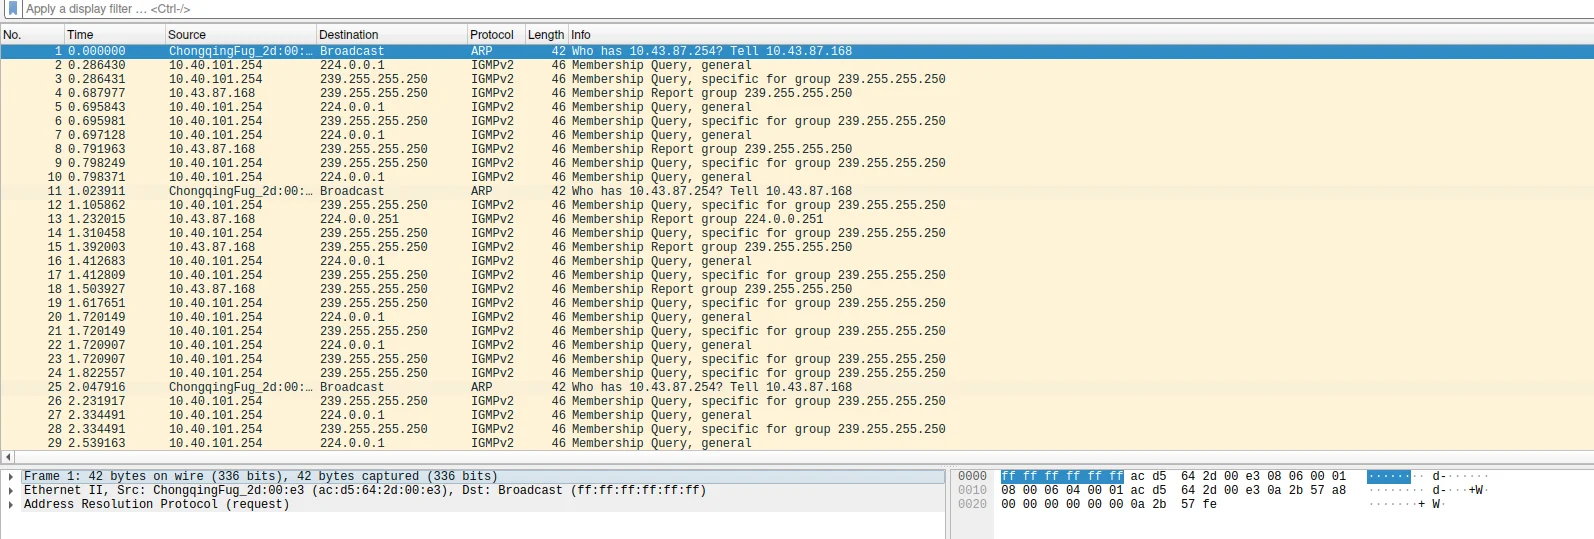 Apply a display filter … <Ctrl-/>
No. Time Source Destination Protocol Length Info
1 0.000000 ChongqingFug_2d:00:… Broadcast ARP 42 Who has 10.43.87.254? Tell 10.43.87.168
2 0.286430 10.40.101.254 224.0.0.1 IGMPv2 46 Membership Query, general
3 0.286431 10.40.101.254 239.255.255.250 IGMPv2 46 Membership Query, specific for group 239.255.255.250
4 0.687977 10.43.87.168 239.255.255.250 IGMPv2 46 Membership Report group 239.255.255.250
5 0.695843 10.40.101.254 224.0.0.1 IGMPv2 46 Membership Query, general
6 0.695981 10.40.101.254 239.255.255.250 IGMPv2 46 Membership Query, specific for group 239.255.255.250
7 0.697128 10.40.101.254 224.0.0.1 IGMPv2 46 Membership Query, general
8 0.791963 10.43.87.168 239.255.255.250 IGMPv2 46 Membership Report group 239.255.255.250
9 0.798249 10.40.101.254 239.255.255.250 IGMPv2 46 Membership Query, specific for group 239.255.255.250
10 0.798371 10.40.101.254 224.0.0.1 IGMPv2 46 Membership Query, general
11 1.023911 ChongqingFug_2d:00:… Broadcast ARP 42 Who has 10.43.87.254? Tell 10.43.87.168
12 1.105862 10.40.101.254 239.255.255.250 IGMPv2 46 Membership Query, specific for group 239.255.255.250
13 1.232015 10.43.87.168 224.0.0.251 IGMPv2 46 Membership Report group 224.0.0.251
14 1.310458 10.40.101.254 239.255.255.250 IGMPv2 46 Membership Query, specific for group 239.255.255.250
15 1.392003 10.43.87.168 239.255.255.250 IGMPv2 46 Membership Report group 239.255.255.250
16 1.412683 10.40.101.254 224.0.0.1 IGMPv2 46 Membership Query, general
17 1.412809 10.40.101.254 239.255.255.250 IGMPv2 46 Membership Query, specific for group 239.255.255.250
18 1.503927 10.43.87.168 239.255.255.250 IGMPv2 46 Membership Report group 239.255.255.250
19 1.617651 10.40.101.254 239.255.255.250 IGMPv2 46 Membership Query, specific for group 239.255.255.250
20 1.720149 10.40.101.254 224.0.0.1 IGMPv2 46 Membership Query, general
21 1.720149 10.40.101.254 239.255.255.250 IGMPv2 46 Membership Query, specific for group 239.255.255.250
22 1.720907 10.40.101.254 224.0.0.1 IGMPv2 46 Membership Query, general
23 1.720907 10.40.101.254 239.255.255.250 IGMPv2 46 Membership Query, specific for group 239.255.255.250
24 1.822557 10.40.101.254 239.255.255.250 IGMPv2 46 Membership Query, specific for group 239.255.255.250
25 2.047916 ChongqingFug_2d:00:… Broadcast ARP 42 Who has 10.43.87.254? Tell 10.43.87.168
26 2.231917 10.40.101.254 239.255.255.250 IGMPv2 46 Membership Query, specific for group 239.255.255.250
27 2.334491 10.40.101.254 224.0.0.1 IGMPv2 46 Membership Query, general
28 2.334491 10.40.101.254 239.255.255.250 IGMPv2 46 Membership Query, specific for group 239.255.255.250
29 2.539163 10.40.101.254 224.0.0.1 IGMPv2 46 Membership Query, general
Frame 1: 42 bytes on wire (336 bits), 42 bytes captured (336 bits)
Ethernet II, Src: ChongqingFug_2d:00:e3 (ac:d5:64:2d:00:e3), Dst: Broadcast (ff:ff:ff:ff:ff:ff)
Address Resolution Protocol (request)
0000 ff ff ff ff ff ff ac d5 64 2d 00 e3 08 06 00 01 ········ d-······
0010 08 00 06 04 00 01 ac d5 64 2d 00 e3 0a 2b 57 a8 ········ d-···+W·
0020 00 00 00 00 00 00 0a 2b 57 fe ·······+ W·